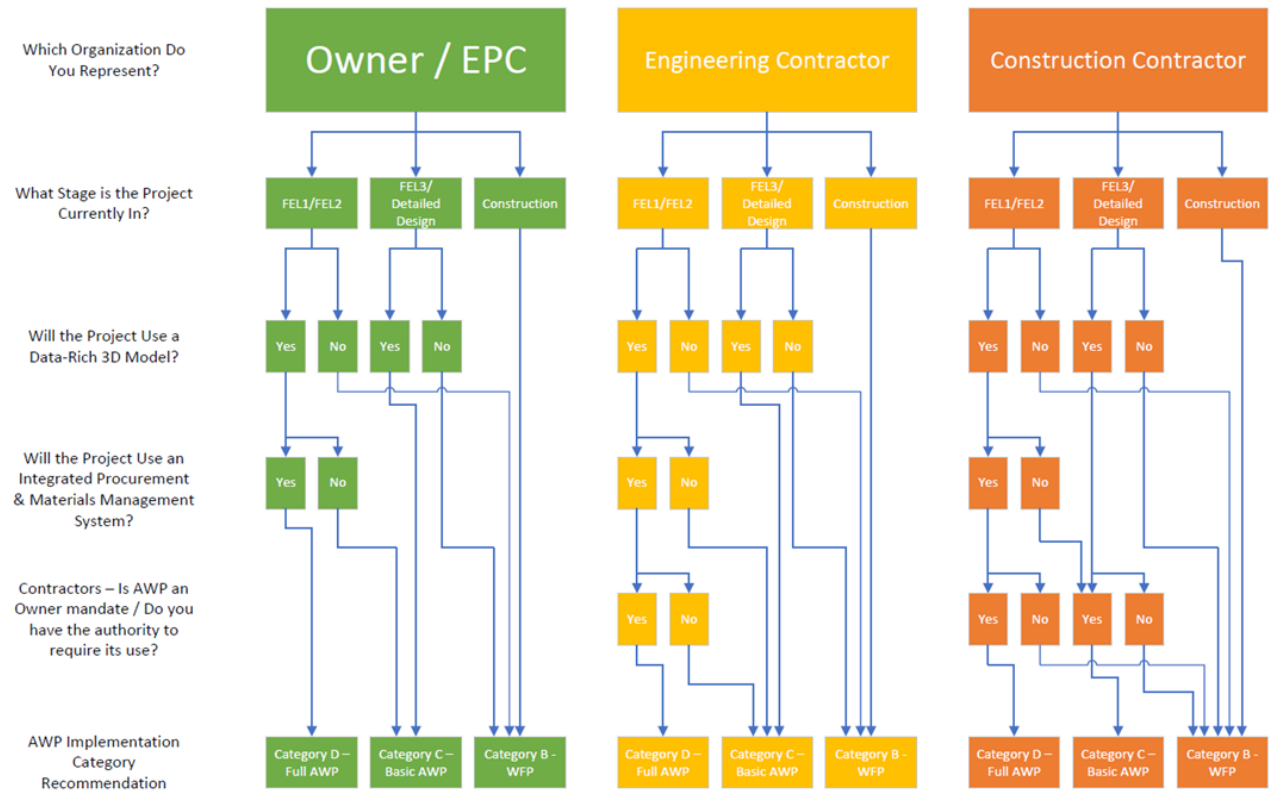 Which Organization Do
You Represent?
Owner / EPC
Engineering Contractor
Construction Contractor
What Stage is the Project
Currently In?
FEL1/FEL2
FEL3/
Detailed
Design
Construction
FEL1/FEL2
FEL3/
Detailed
Design
Construction
FEL1/FEL2
FEL3/
Detailed
Design
Construction
Will the Project Use a
Data-Rich 3D Model?
Yes
No
Yes
No
Yes
No
Yes
No
Yes
No
Yes
No
Will the Project Use an
Integrated Procurement
& Materials Management
System?
Yes
No
Yes
No
Yes
No
Contractors – Is AWP an
Owner mandate / Do you
have the authority to
require its use?
Yes
No
Yes
No
Yes
No
AWP Implementation
Category
Recommendation
Category D –
Full AWP
Category C –
Basic AWP
Category B -
WFP
Category D –
Full AWP
Category C –
Basic AWP
Category B -
WFP
Category D –
Full AWP
Category C –
Basic AWP
Category B -
WFP